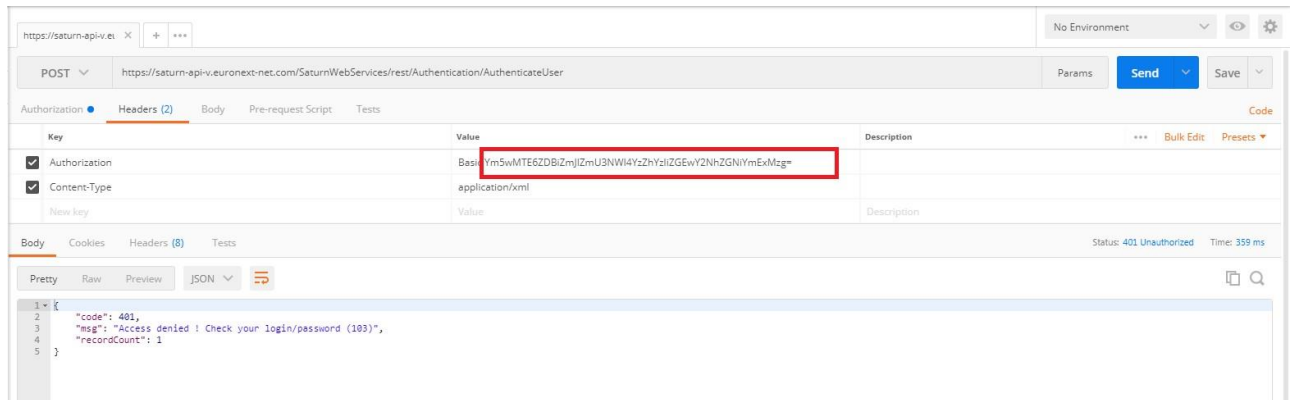 https://saturn-api-v.eu × + •••
No Environment
POST https://saturn-api-v.euronext-net.com/SaturnWebServices/rest/Authentication/AuthenticateUser Params Send Save
Authorization Headers (2) Body Pre-request Script Tests Code
Key Value Description ••• Bulk Edit Presets
Authorization Basic Ym5wMTE6ZDBiZmJlZmU3NWI4YzZhYzliZGEwY2NhZGNiYmExMzg=
Content-Type application/xml
New key Value Description
Body Cookies Headers (8) Tests Status: 401 Unauthorized Time: 359 ms
Pretty Raw Preview JSON
1 {
2 "code": 401,
3 "msg": "Access denied ! Check your login/password (103)",
4 "recordCount": 1
5 }